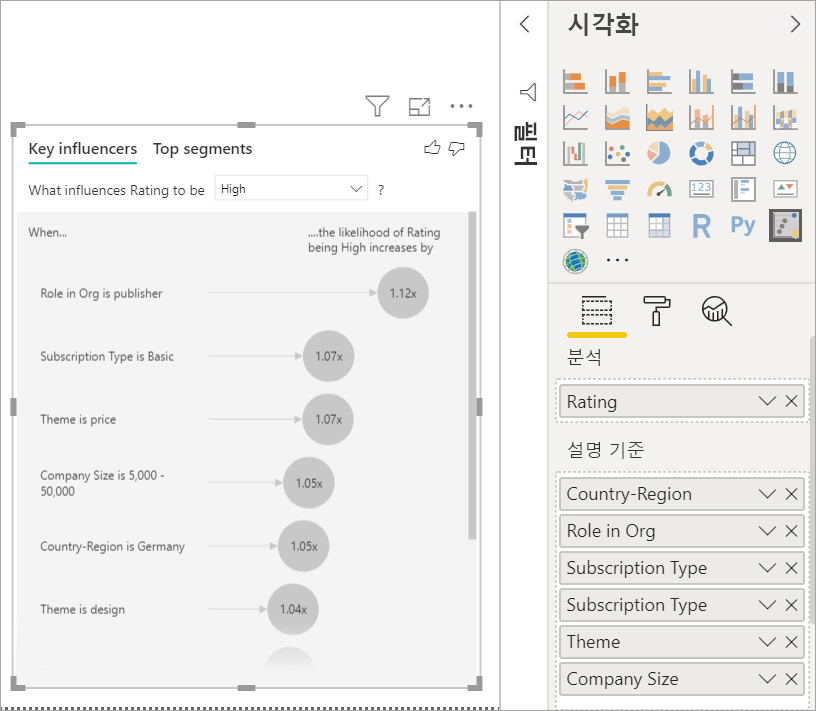 Key influencers
Top segments
What influences Rating to be
High
?
When...
....the likelihood of Rating
being High increases by
Role in Org is publisher
1.12x
Subscription Type is Basic
1.07x
Theme is price
1.07x
Company Size is 5,000 -
50,000
1.05x
Country-Region is Germany
1.05x
Theme is design
1.04x
필터
시각화
123
R
Py
분석
Rating
설명 기준
Country-Region
Role in Org
Subscription Type
Subscription Type
Theme
Company Size